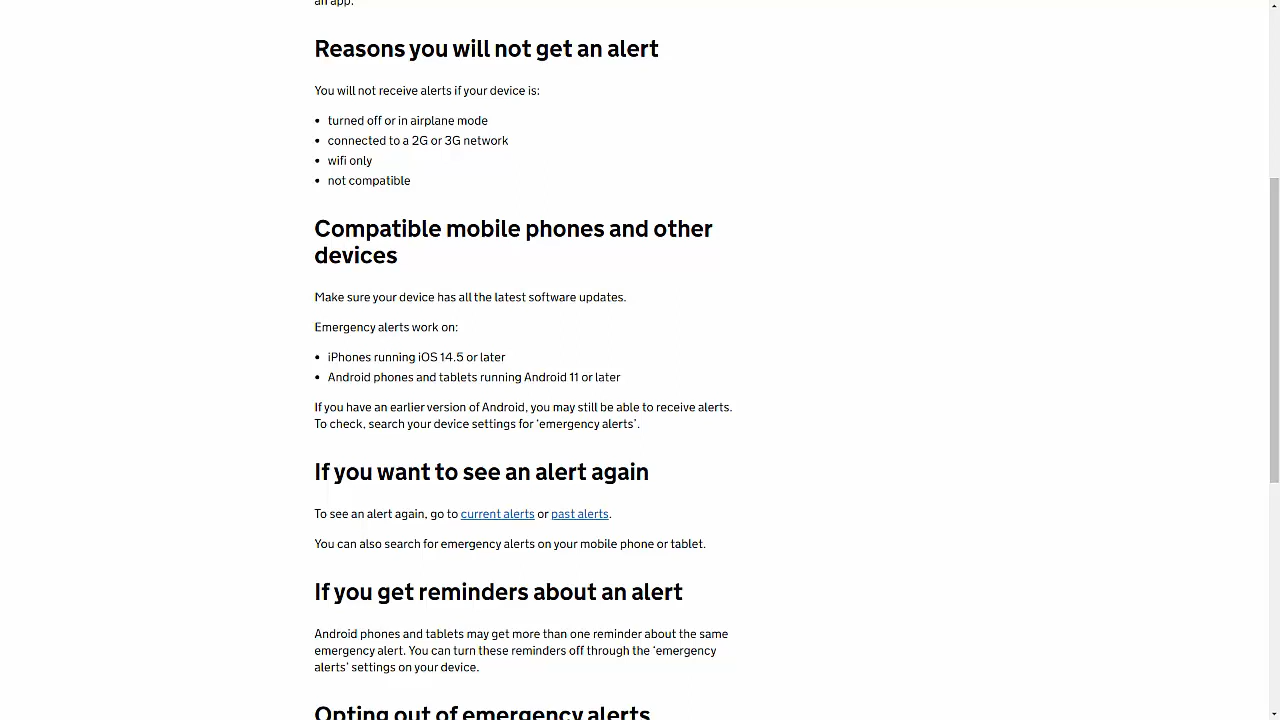 an app.
Reasons you will not get an alert
You will not receive alerts if your device is:
• turned off or in airplane mode
• connected to a 2G or 3G network
• wifi only
• not compatible
Compatible mobile phones and other
devices
Make sure your device has all the latest software updates.
Emergency alerts work on:
• iPhones running iOS 14.5 or later
• Android phones and tablets running Android 11 or later
If you have an earlier version of Android, you may still be able to receive alerts.
To check, search your device settings for ‘emergency alerts’.
If you want to see an alert again
To see an alert again, go to current alerts or past alerts.
You can also search for emergency alerts on your mobile phone or tablet.
If you get reminders about an alert
Android phones and tablets may get more than one reminder about the same
emergency alert. You can turn these reminders off through the ‘emergency
alerts’ settings on your device.
Opting out of emergency alerts